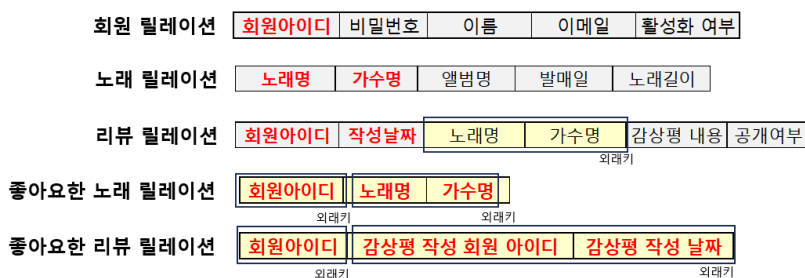 회원 릴레이션 회원아이디 비밀번호 이름 이메일 활성화 여부
노래 릴레이션 노래명 가수명 앨범명 발매일 노래길이
리뷰 릴레이션 회원아이디 작성날짜 노래명 가수명 감상평 내용 공개여부
외래키
좋아요한 노래 릴레이션 회원아이디 노래명 가수명
외래키 외래키
좋아요한 리뷰 릴레이션 회원아이디 감상평 작성 회원 아이디 감상평 작성 날짜
외래키 외래키